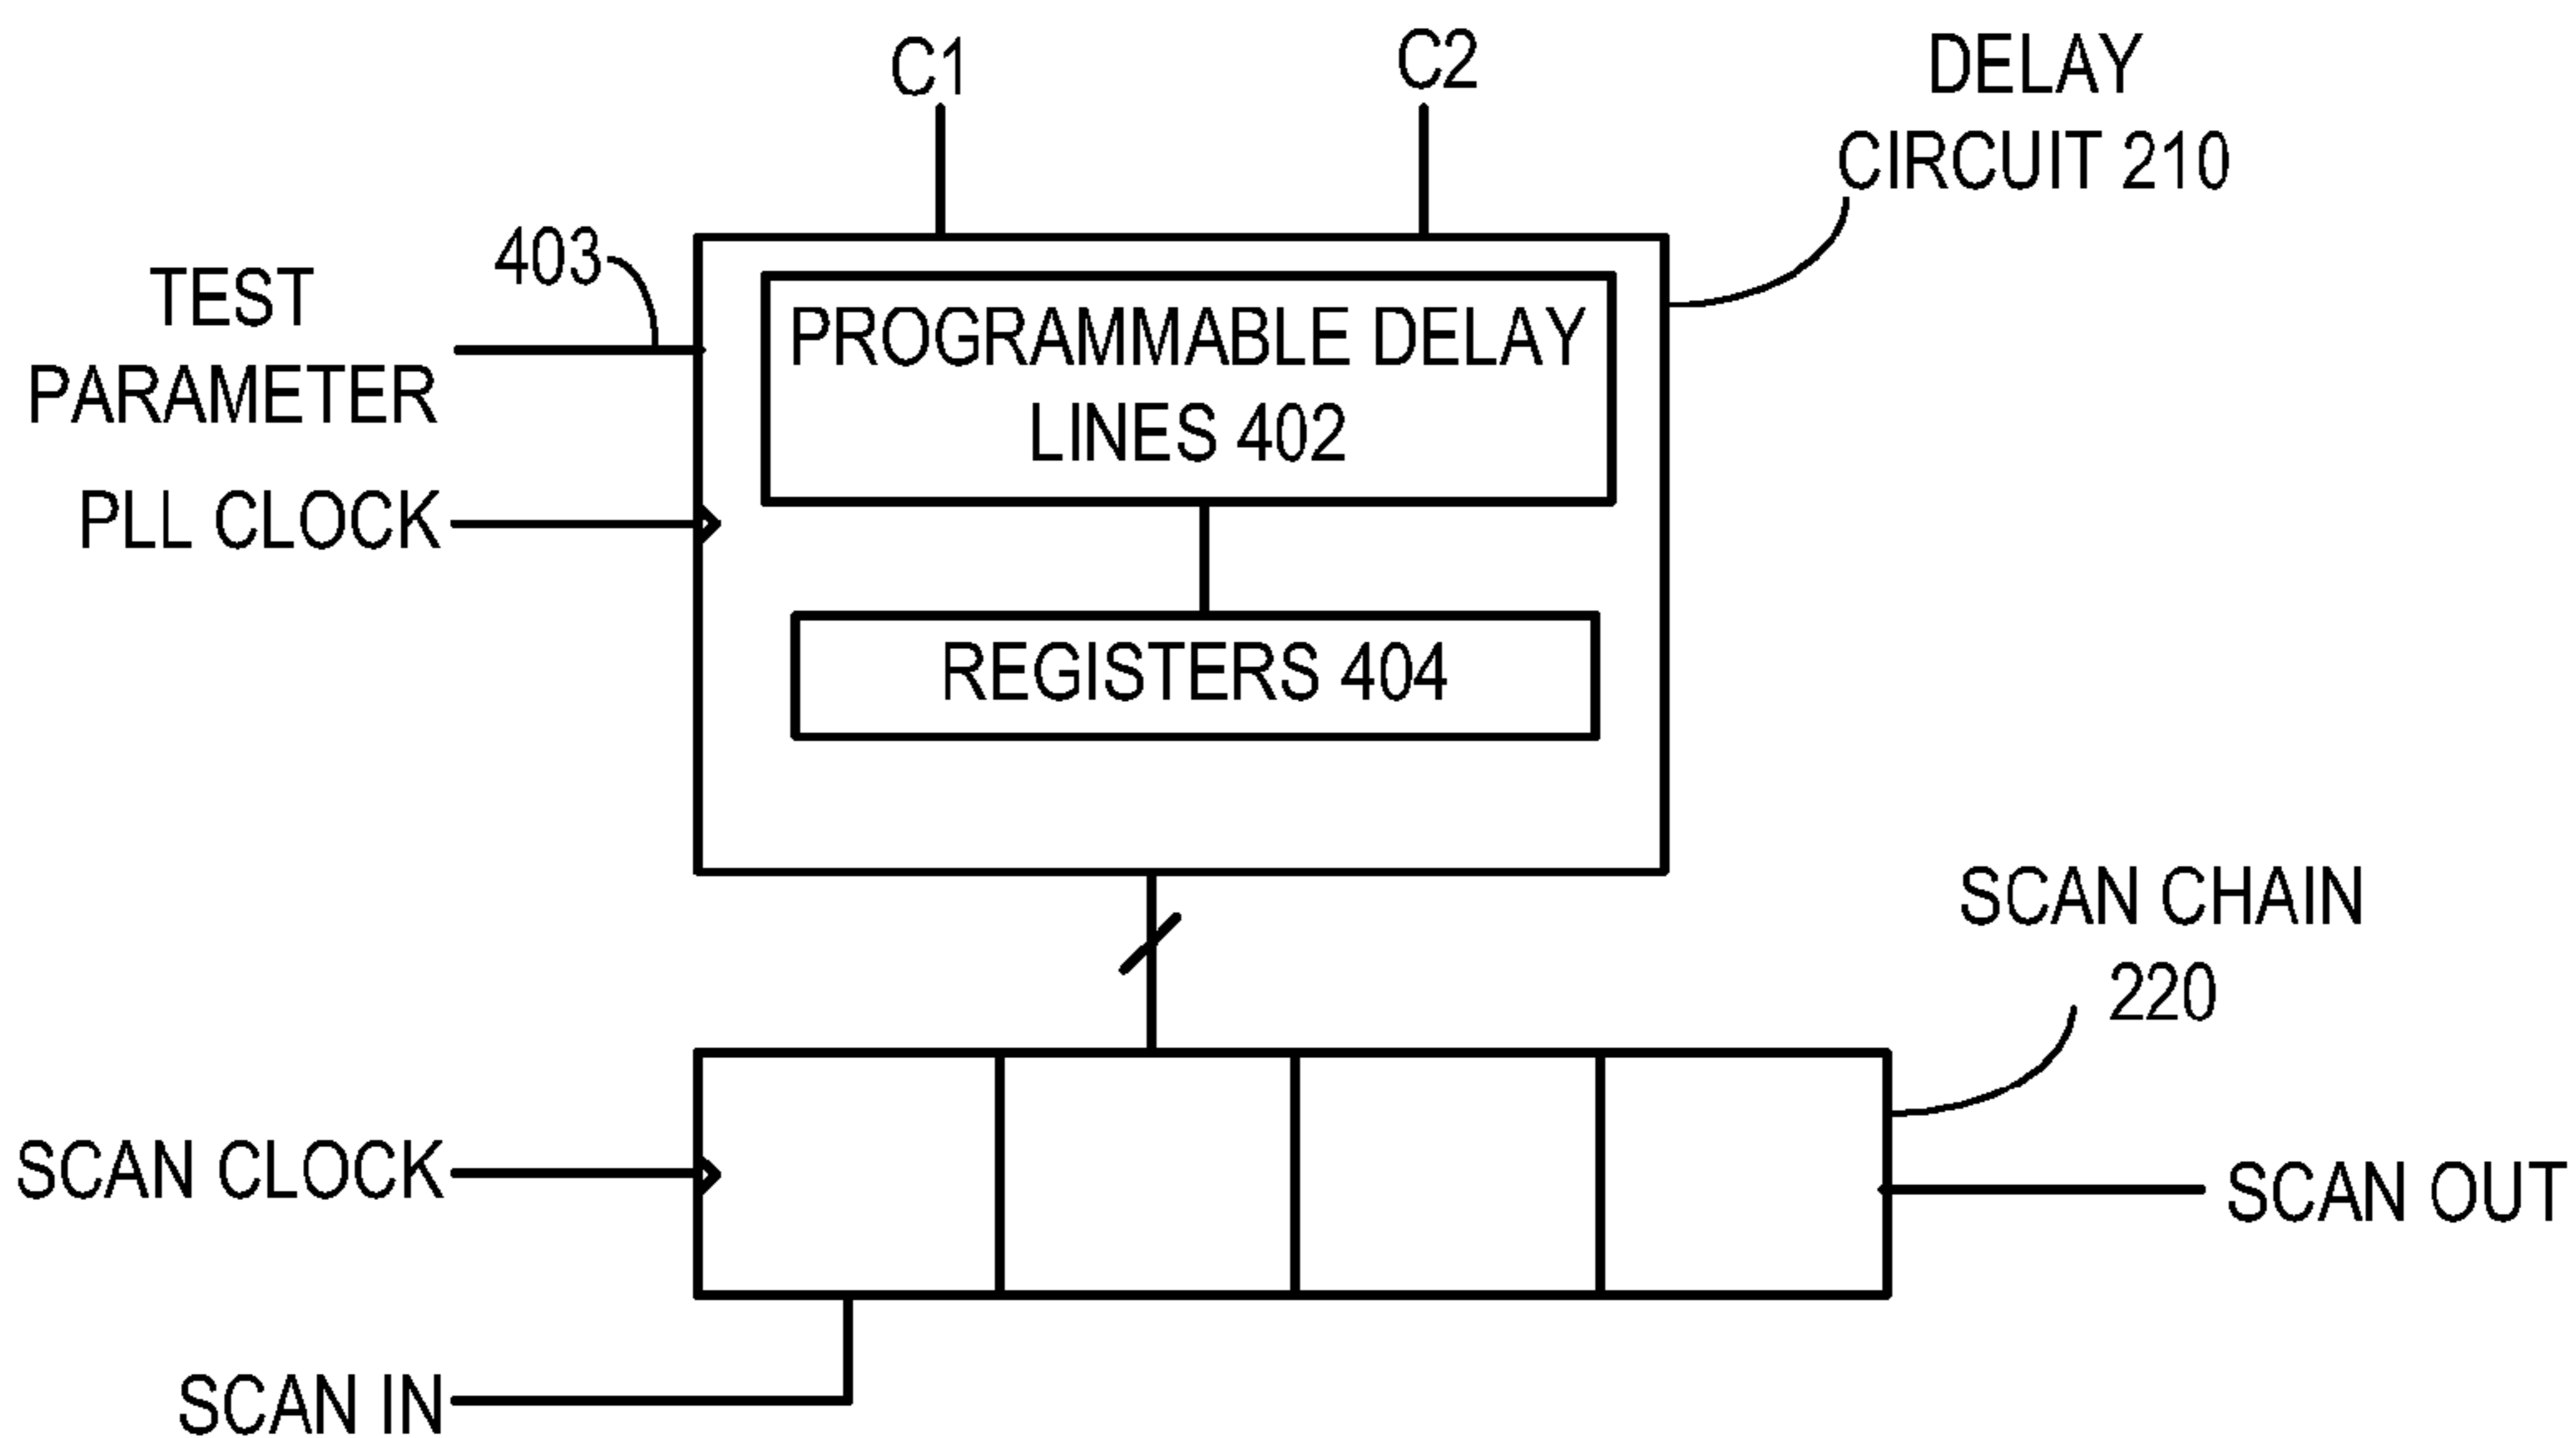 C1
C2
DELAY
CIRCUIT 210
403
TEST
PARAMETER
PROGRAMMABLE DELAY
LINES 402
PLL CLOCK
REGISTERS 404
SCAN CHAIN
220
SCAN CLOCK
SCAN OUT
SCAN IN